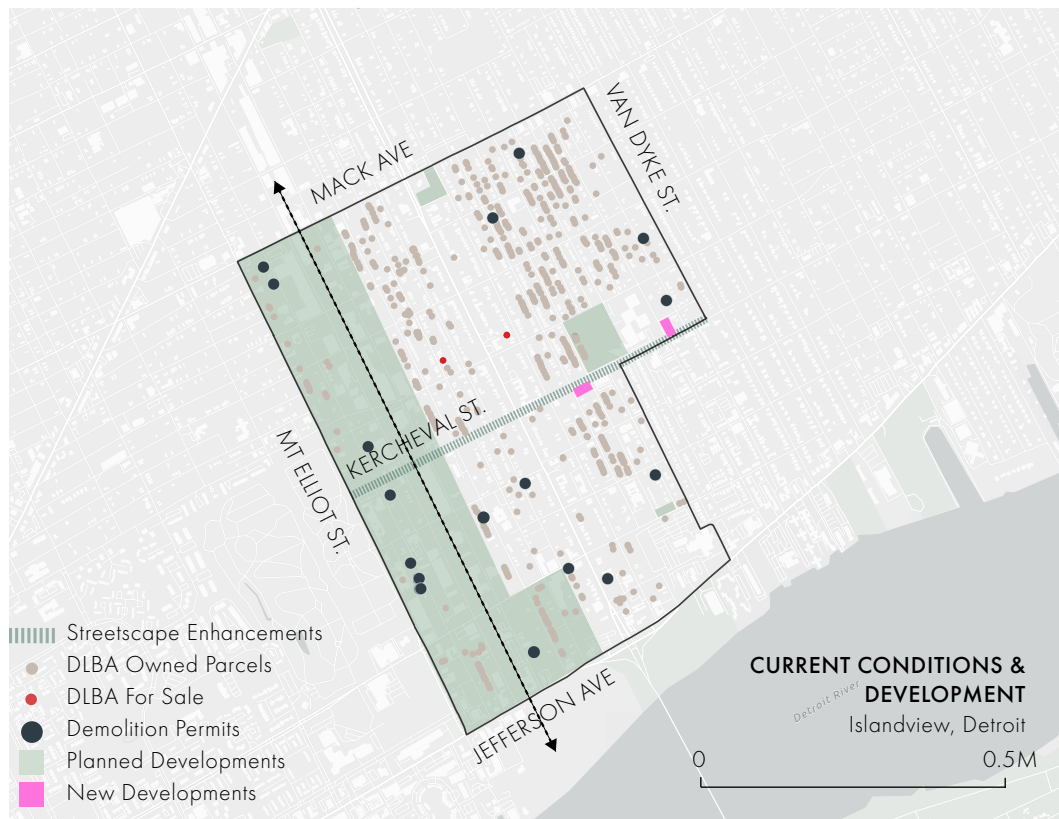 MACK AVE
VAN DYKE ST.
KERCHEVAL ST.
MT ELLIOT ST.
JEFFERSON AVE
Detroit River
Streetscape Enhancements
DLBA Owned Parcels
DLBA For Sale
Demolition Permits
Planned Developments
New Developments
CURRENT CONDITIONS &
DEVELOPMENT
Islandview, Detroit
0
0.5M